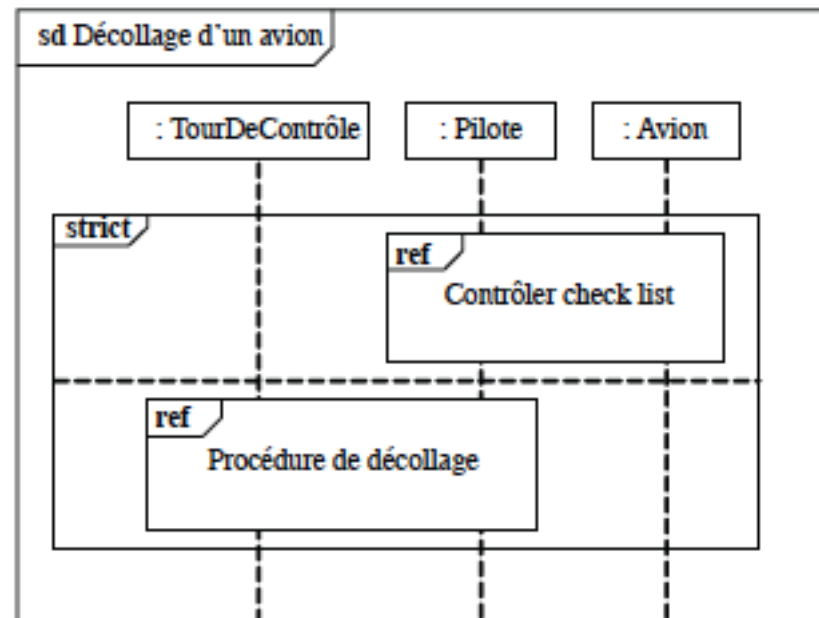 sd Décollage d'un avion
: TourDeContrôle
: Pilote
: Avion
strict
ref
Contrôler check list
ref
Procédure de décollage